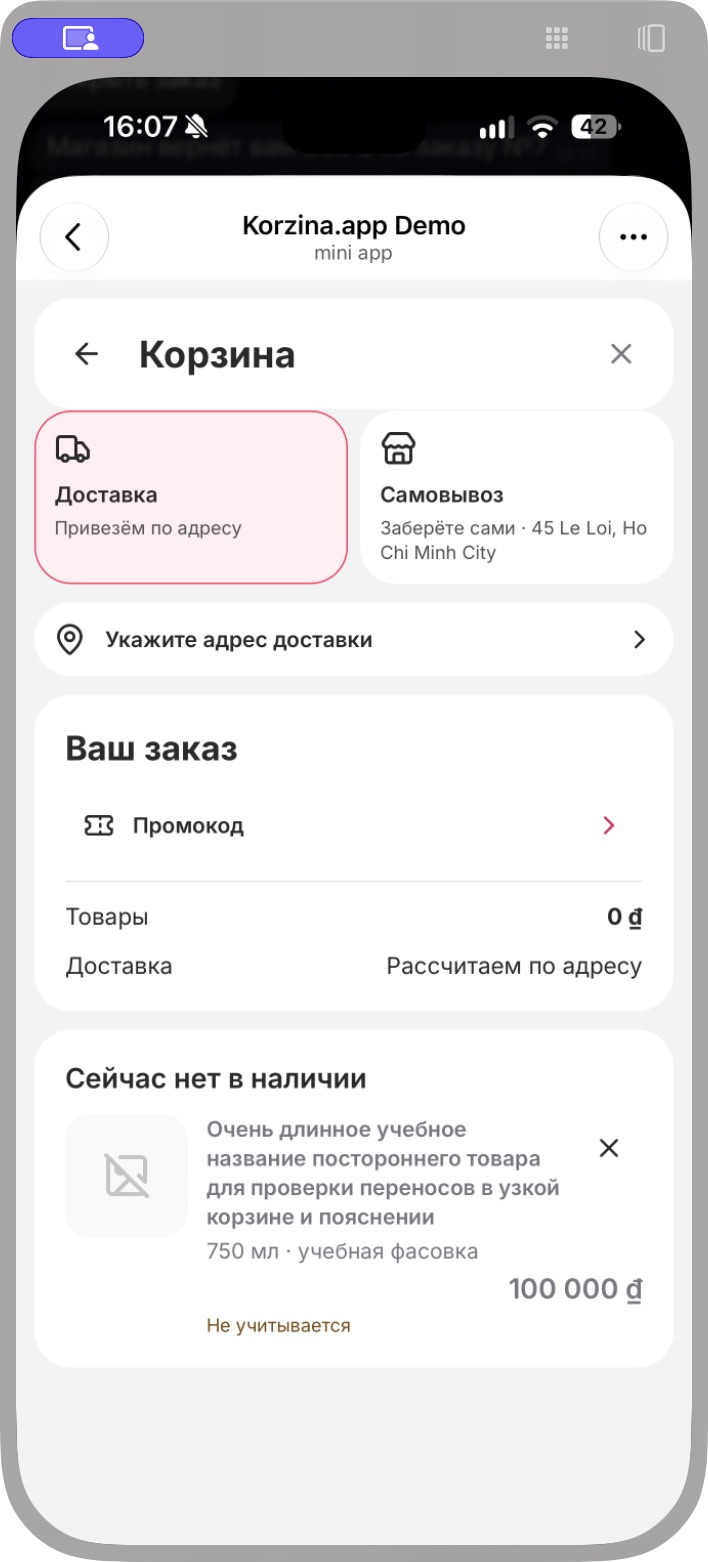 16:07
42
Korzina.app Demo
mini app
Корзина
Доставка
Привезём по адресу
Самовывоз
Заберёте сами · 45 Le Loi, Ho
Chi Minh City
Укажите адрес доставки
Ваш заказ
Промокод
Товары
0 ₫
Доставка
Рассчитаем по адресу
Сейчас нет в наличии
Очень длинное учебное
название постороннего товара
для проверки переносов в узкой
корзине и пояснении
750 мл · учебная фасовка
100 000 ₫
Не учитывается